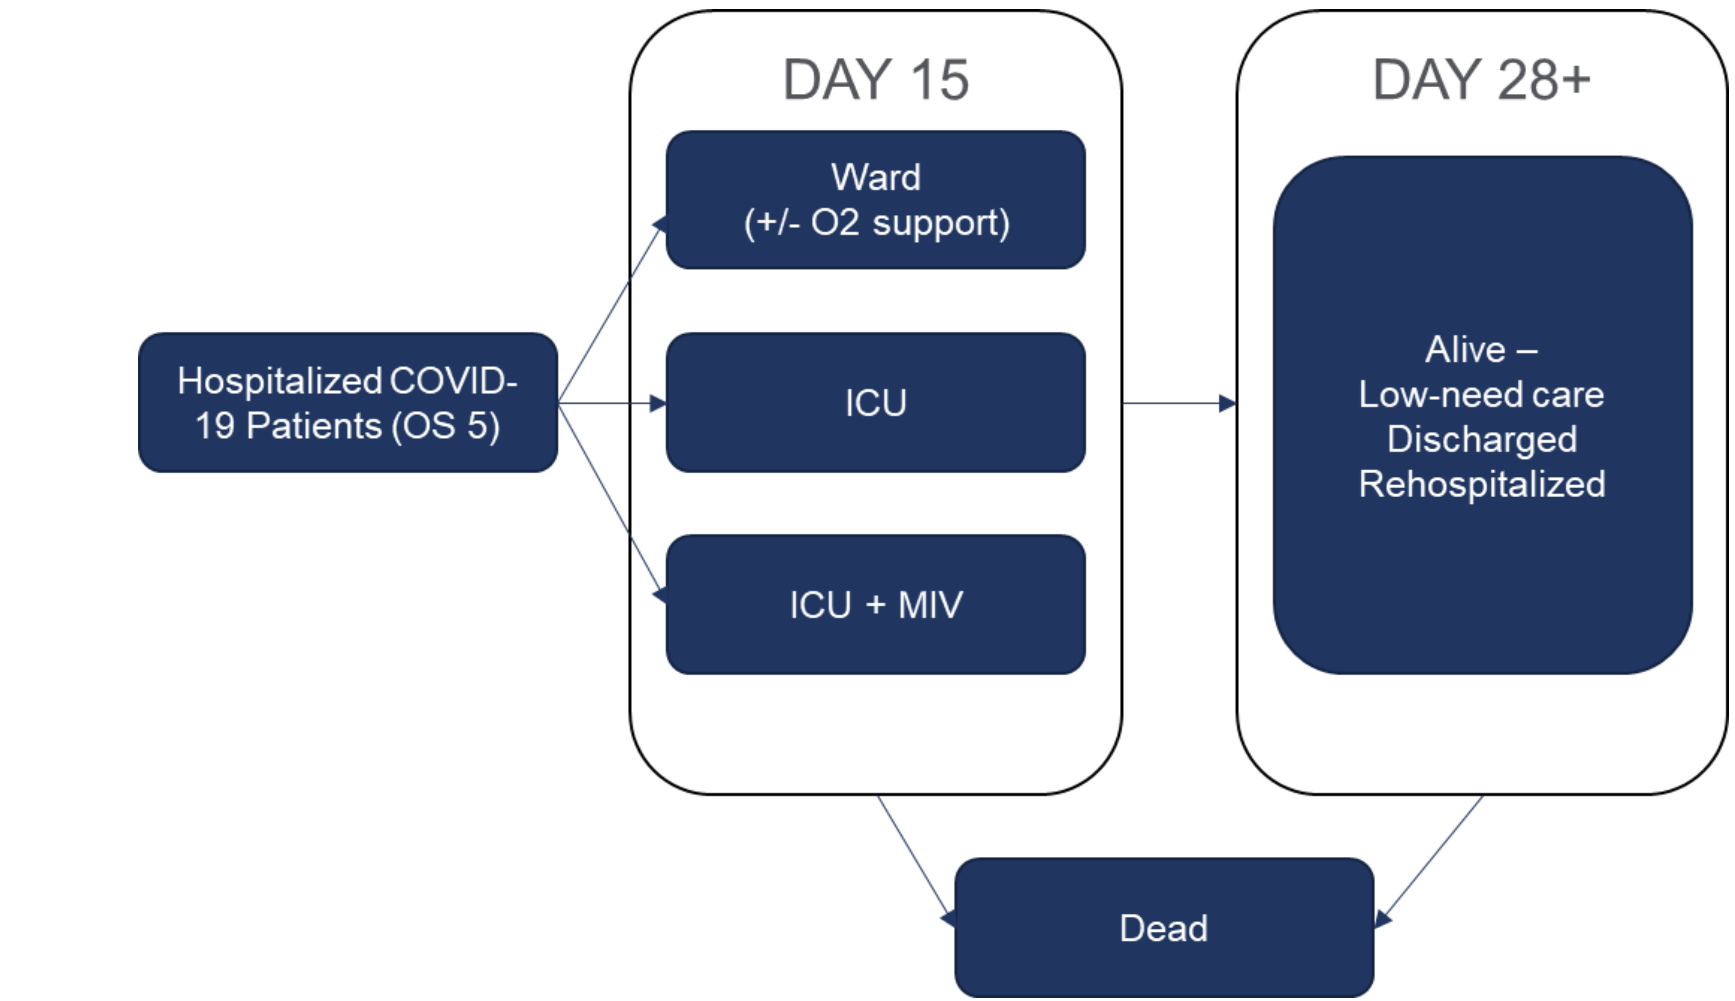 DAY 15
DAY 28+
Ward
(+/- O2 support)
Hospitalized COVID-
19 Patients (OS 5)
ICU
ICU + MIV
Alive –
Low-need care
Discharged
Rehospitalized
Dead